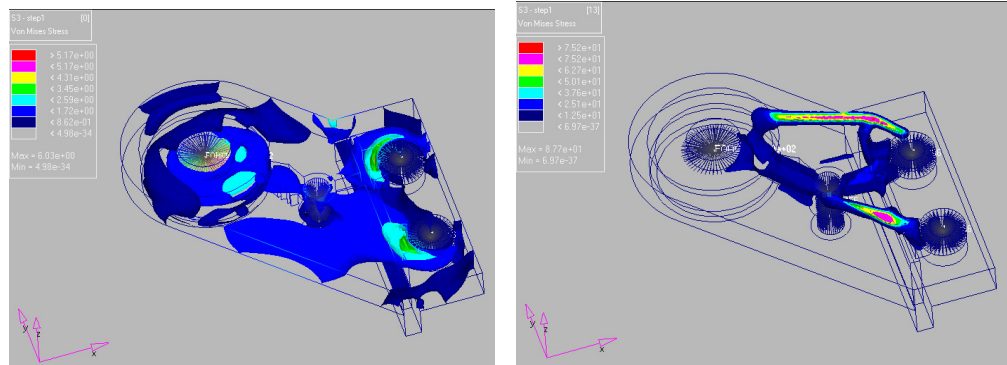 S3 - step1 [0]
Von Mises Stress
> 5.17e+00
< 5.17e+00
< 4.31e+00
< 3.45e+00
< 2.59e+00
< 1.72e+00
< 8.62e-01
< 4.98e-34
Max = 6.03e+00
Min = 4.98e-34
y
z
x
S3 - step1 [13]
Von Mises Stress
> 7.52e+01
< 7.52e+01
< 6.27e+01
< 5.01e+01
< 3.76e+01
< 2.51e+01
< 1.25e+01
< 6.97e-37
Max = 8.77e+01
Min = 6.97e-37
y
z
x